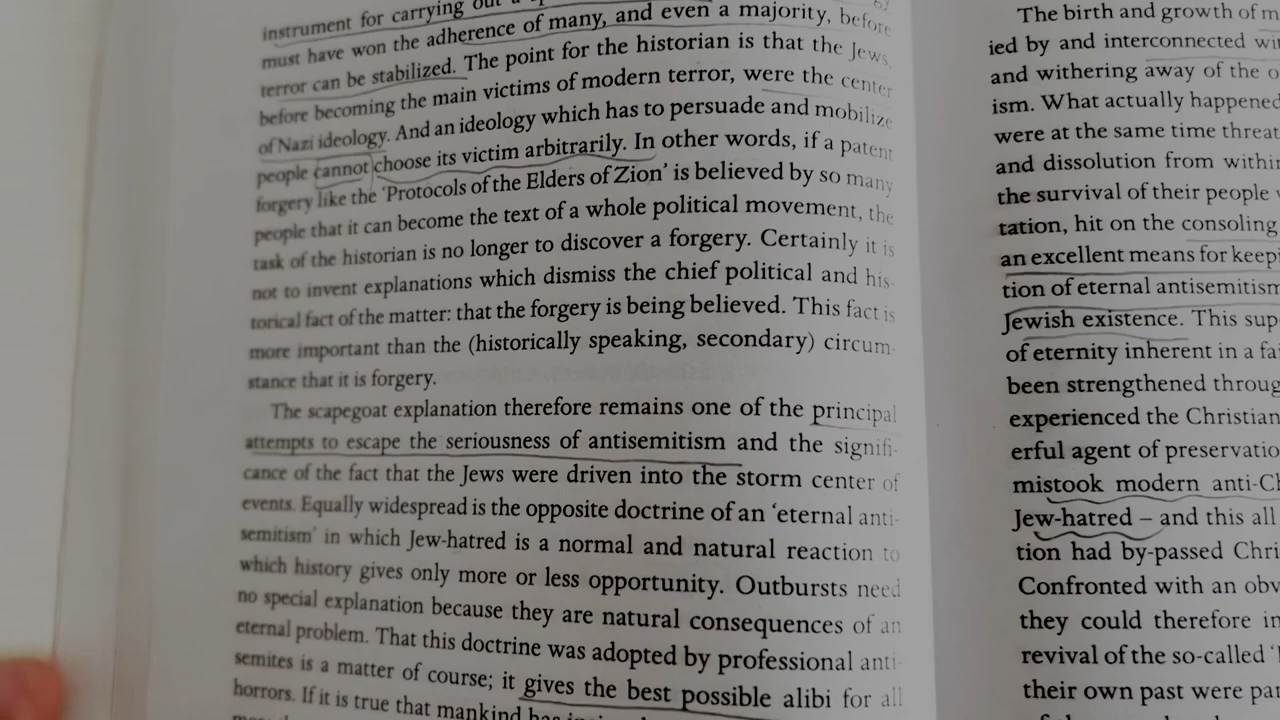 instrument for carrying out a
must have won the adherence of many, and even a majority, before
terror can be stabilized. The point for the historian is that the Jews,
before becoming the main victims of modern terror, were the center
of Nazi ideology. And an ideology which has to persuade and mobilize
people cannot choose its victim arbitrarily. In other words, if a patent
forgery like the ‘Protocols of the Elders of Zion’ is believed by so many
people that it can become the text of a whole political movement, the
task of the historian is no longer to discover a forgery. Certainly it is
not to invent explanations which dismiss the chief political and his-
torical fact of the matter: that the forgery is being believed. This fact is
more important than the (historically speaking, secondary) circum-
stance that it is forgery.
The scapegoat explanation therefore remains one of the principal
attempts to escape the seriousness of antisemitism and the signifi-
cance of the fact that the Jews were driven into the storm center of
events. Equally widespread is the opposite doctrine of an ‘eternal anti-
semitism’ in which Jew-hatred is a normal and natural reaction to
which history gives only more or less opportunity. Outbursts need
no special explanation because they are natural consequences of an
eternal problem. That this doctrine was adopted by professional anti-
semites is a matter of course; it gives the best possible alibi for all
horrors. If it is true that mankind has
The birth and growth of m
ied by and interconnected wit
and withering away of the o
ism. What actually happened
were at the same time threat
and dissolution from within
the survival of their people
tation, hit on the consoling
an excellent means for keepi
tion of eternal antisemitism
Jewish existence. This sup
of eternity inherent in a fai
been strengthened throug
experienced the Christian
erful agent of preservatio
mistook modern anti-Ch
Jew-hatred – and this all
tion had by-passed Chri
Confronted with an obv
they could therefore in
revival of the so-called ‘
their own past were par